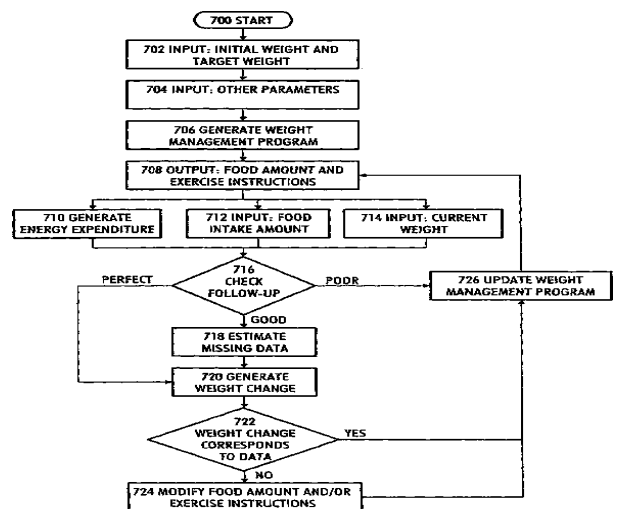 700 START
702 INPUT: INITIAL WEIGHT AND
TARGET WEIGHT
704 INPUT: OTHER PARAMETERS
706 GENERATE WEIGHT
MANAGEMENT PROGRAM
708 OUTPUT: FOOD AMOUNT AND
EXERCISE INSTRUCTIONS
710 GENERATE
ENERGY EXPENDITURE
712 INPUT: FOOD
INTAKE AMOUNT
714 INPUT: CURRENT
WEIGHT
716
CHECK
FOLLOW-UP
PERFECT
POOR
726 UPDATE WEIGHT
MANAGEMENT PROGRAM
GOOD
718 ESTIMATE
MISSING DATA
720 GENERATE
WEIGHT CHANGE
722
WEIGHT CHANGE
CORRESPONDS
TO DATA
YES
NO
724 MODIFY FOOD AMOUNT AND/OR
EXERCISE INSTRUCTIONS